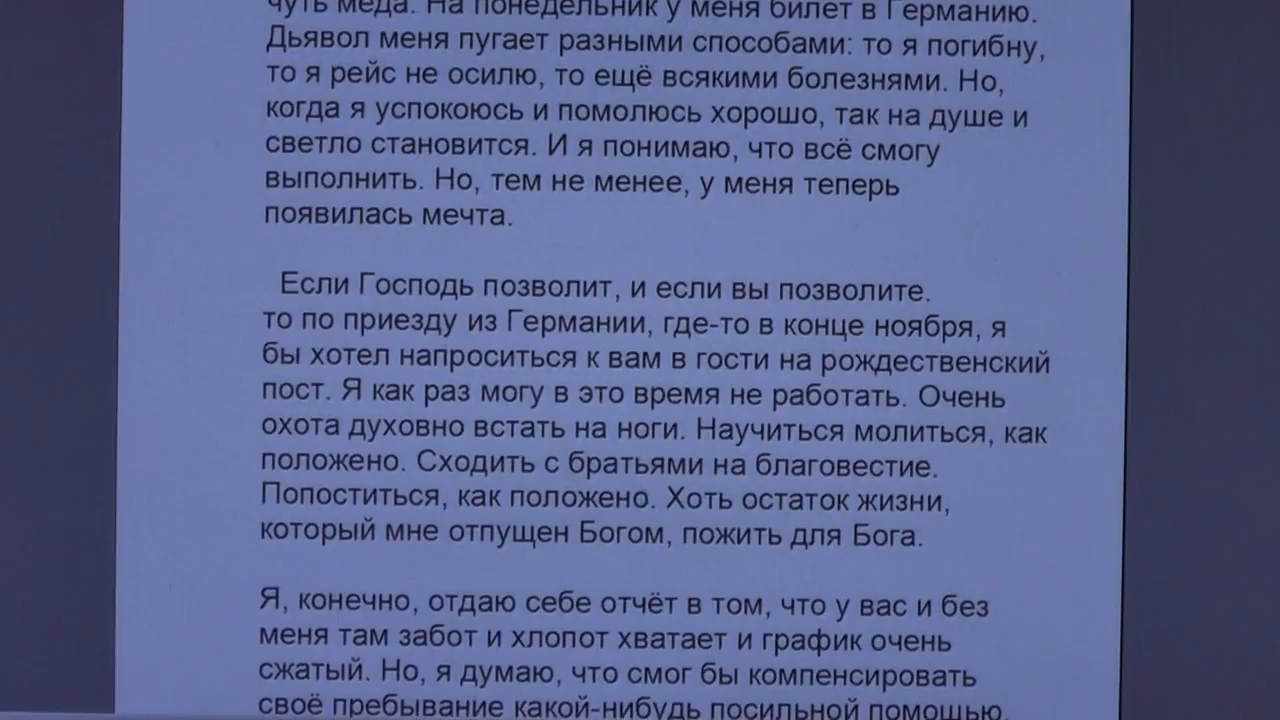 чуть мёда. На понедельник у меня билет в Германию.
Дьявол меня пугает разными способами: то я погибну,
то я рейс не осилю, то ещё всякими болезнями. Но,
когда я успокоюсь и помолюсь хорошо, так на душе и
светло становится. И я понимаю, что всё смогу
выполнить. Но, тем не менее, у меня теперь
появилась мечта.
Если Господь позволит, и если вы позволите.
то по приезду из Германии, где-то в конце ноября, я
бы хотел напроситься к вам в гости на рождественский
пост. Я как раз могу в это время не работать. Очень
охота духовно встать на ноги. Научиться молиться, как
положено. Сходить с братьями на благовестие.
Попоститься, как положено. Хоть остаток жизни,
который мне отпущен Богом, пожить для Бога.
Я, конечно, отдаю себе отчёт в том, что у вас и без
меня там забот и хлопот хватает и график очень
сжатый. Но, я думаю, что смог бы компенсировать
своё пребывание какой-нибудь посильной помощью.